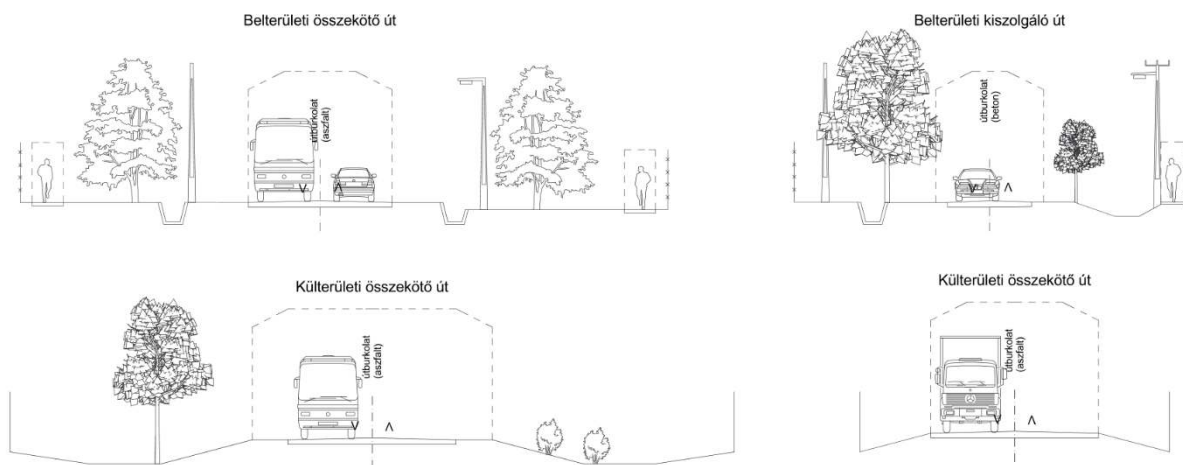 Belterületi összekötő út
útburkolat
(aszfalt)
Belterületi kiszolgáló út
útburkolat
(beton)
Külterületi összekötő út
útburkolat
(aszfalt)
Külterületi összekötő út
útburkolat
(aszfalt)